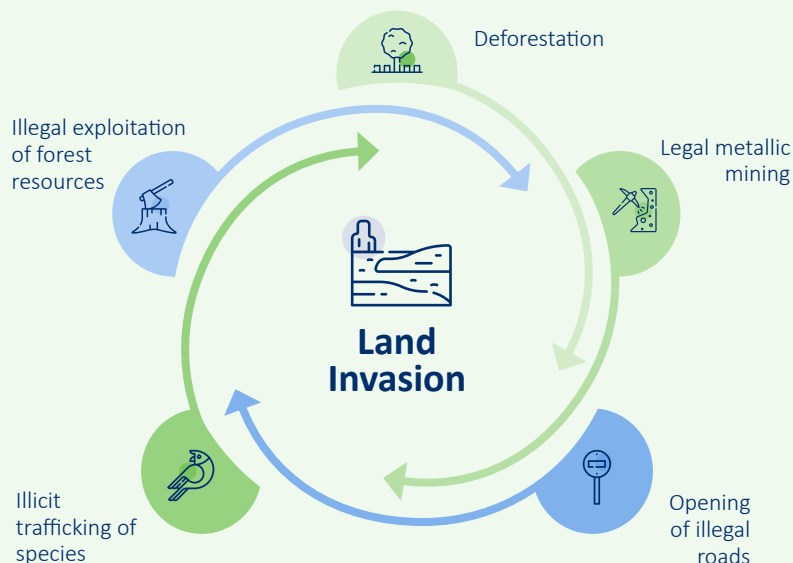 Deforestation
Illegal exploitation
of forest
resources
Legal metallic
mining
Land
Invasion
Illicit
trafficking of
species
Opening
of illegal
roads